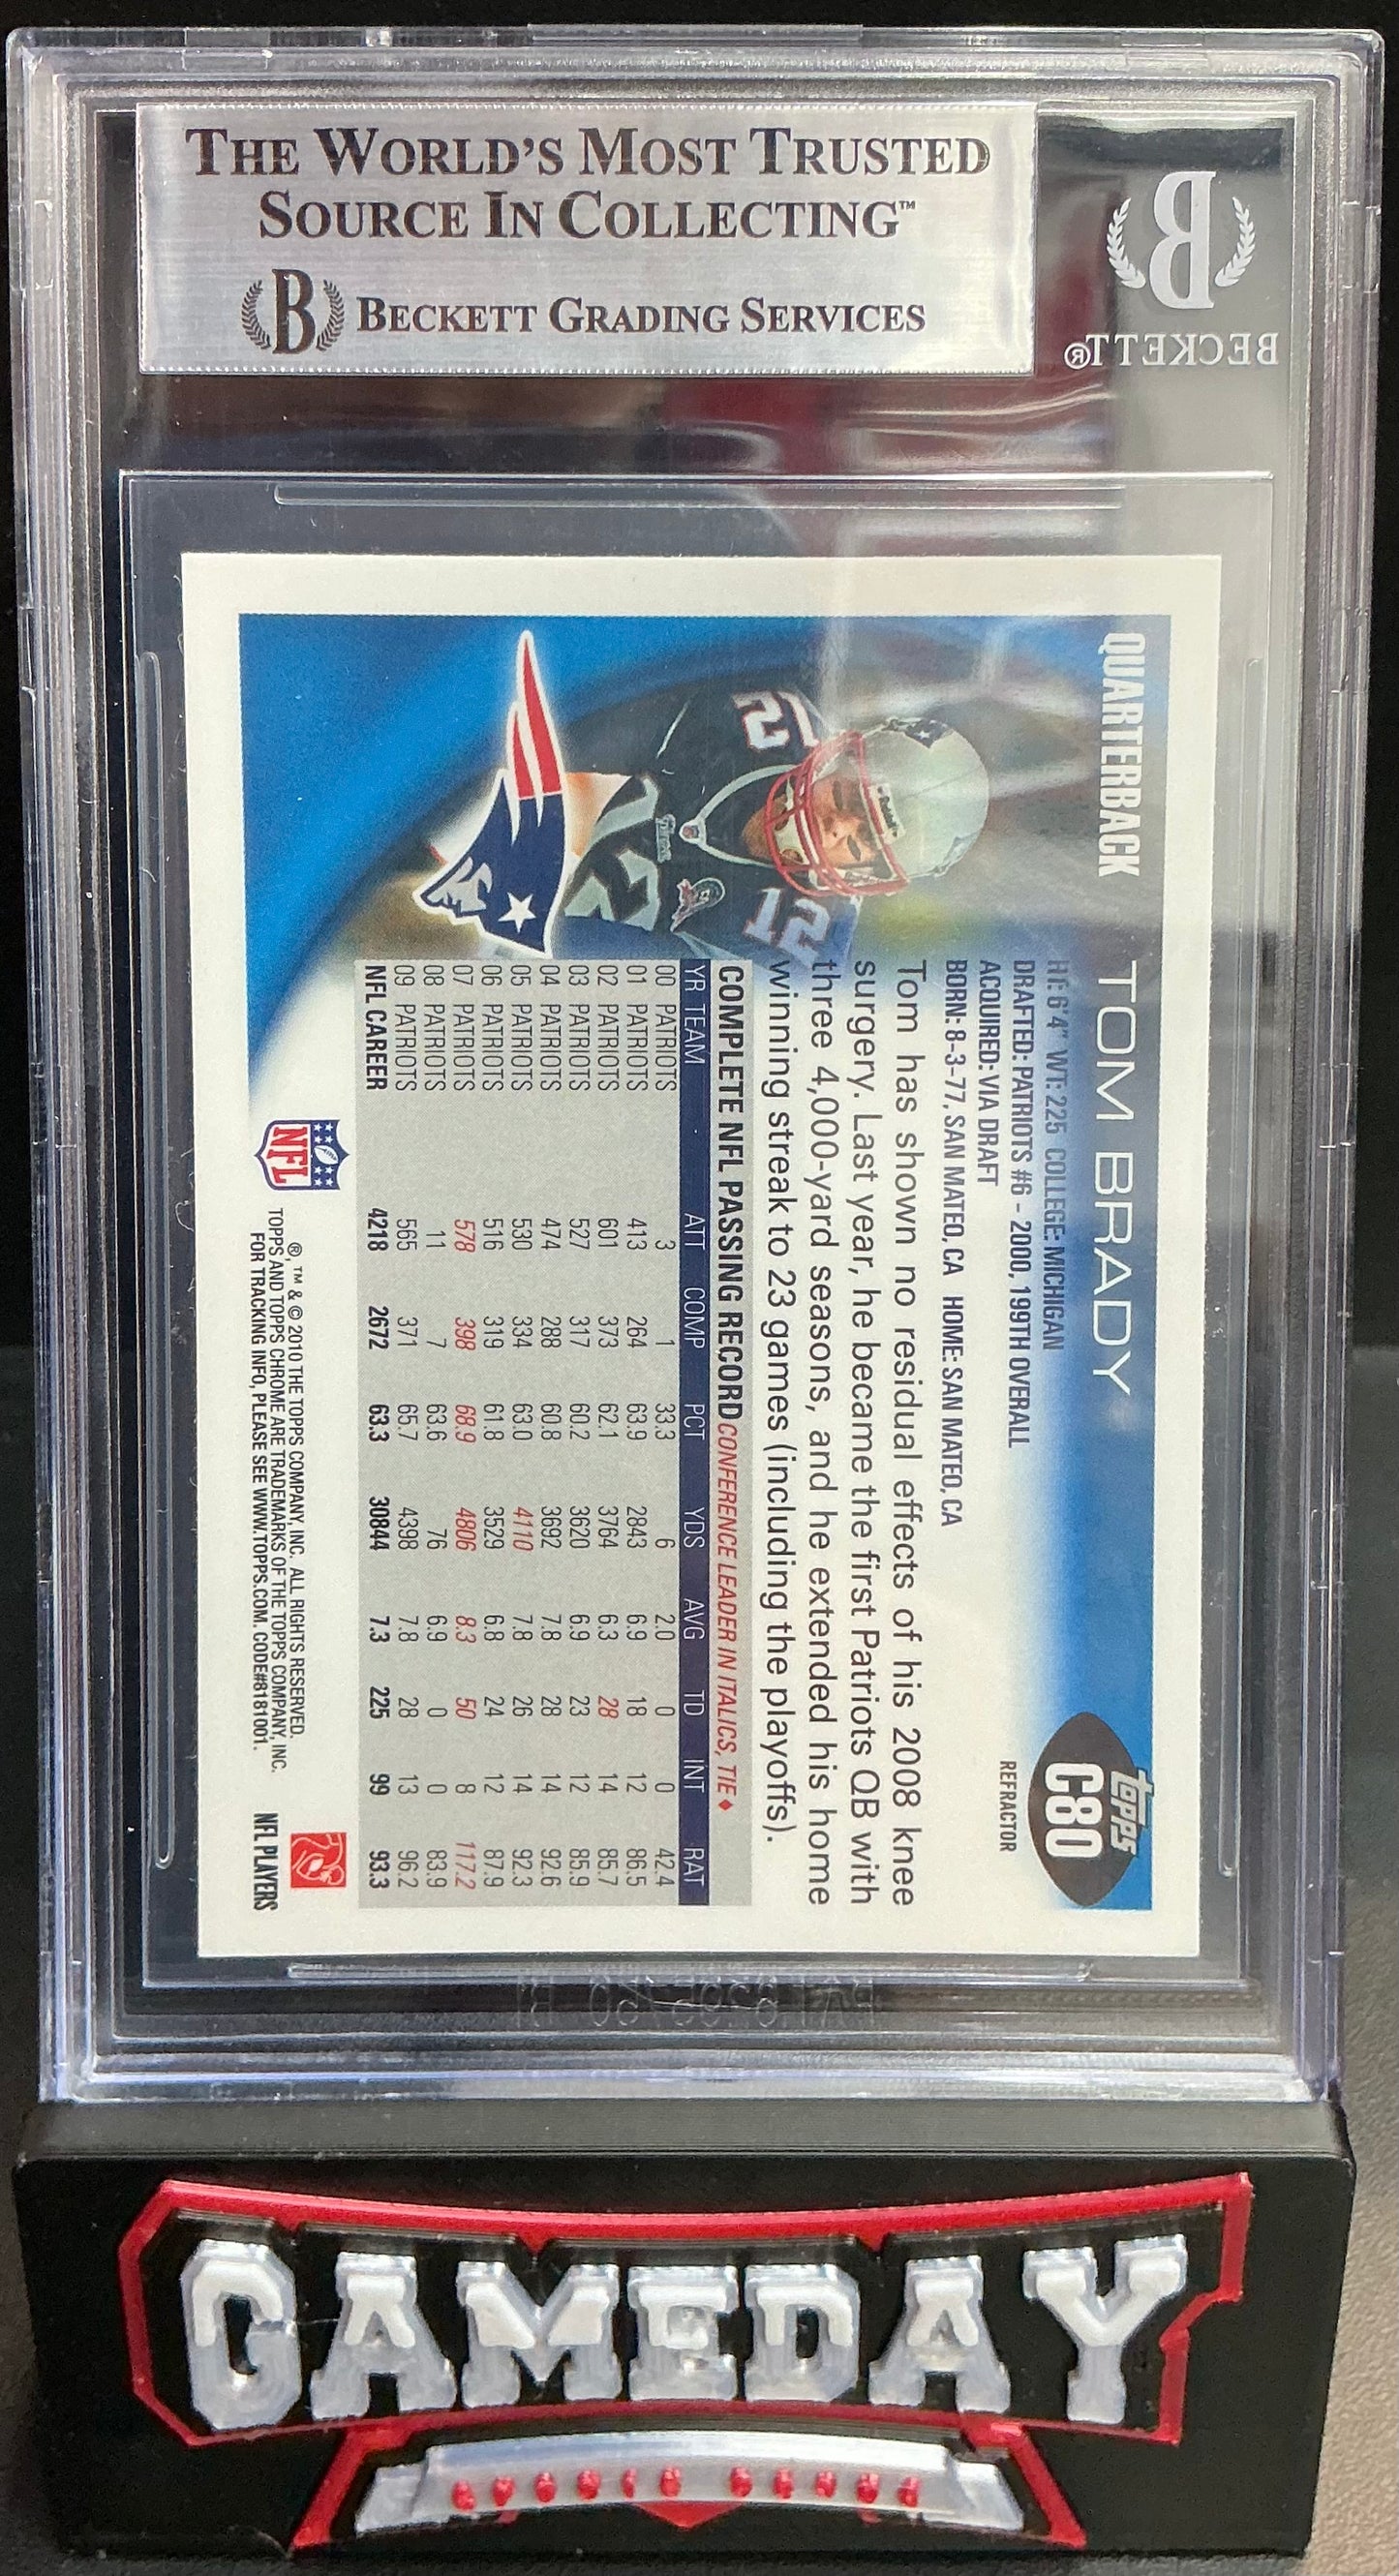 THE WORLD'S MOST TRUSTED
SOURCE IN COLLECTING™
B BECKETT GRADING SERVICES
B
BECKETT®
QUARTERBACK TOM BRADY
topps
C80
REFRACTOR
HT: 6'4" WT: 225 COLLEGE: MICHIGAN
DRAFTED: PATRIOTS #6 - 2000, 199TH OVERALL
ACQUIRED: VIA DRAFT
BORN: 8-3-77, SAN MATEO, CA HOME: SAN MATEO, CA
Tom has shown no residual effects of his 2008 knee
surgery. Last year, he became the first Patriots QB with
three 4,000-yard seasons, and he extended his home
winning streak to 23 games (including the playoffs).
COMPLETE NFL PASSING RECORD CONFERENCE LEADER IN ITALICS, TIE♦
YR TEAM ATT COMP PCT YDS AVG TD INT RAT
00 PATRIOTS 3 1 33.3 6 2.0 0 0 42.4
01 PATRIOTS 413 264 63.9 2843 6.9 18 12 86.5
02 PATRIOTS 601 373 62.1 3764 6.3 28 14 85.7
03 PATRIOTS 527 317 60.2 3620 6.9 23 12 85.9
04 PATRIOTS 474 288 60.8 3692 7.8 28 14 92.6
05 PATRIOTS 530 334 63.0 4110 7.8 26 14 92.3
06 PATRIOTS 516 319 61.8 3529 6.8 24 12 87.9
07 PATRIOTS 578 398 68.9 4806 8.3 50 8 117.2
08 PATRIOTS 11 7 63.6 76 6.9 0 0 83.9
09 PATRIOTS 565 371 65.7 4398 7.8 28 13 96.2
NFL CAREER 4218 2672 63.3 30844 7.3 225 99 93.3
12
12
12
Riddell
NFL
®, ™ & © 2010 THE TOPPS COMPANY, INC. ALL RIGHTS RESERVED.
TOPPS AND TOPPS CHROME ARE TRADEMARKS OF THE TOPPS COMPANY, INC.
FOR TRACKING INFO, PLEASE SEE WWW.TOPPS.COM. CODE#8181001.
NFL PLAYERS
GAMEDAY